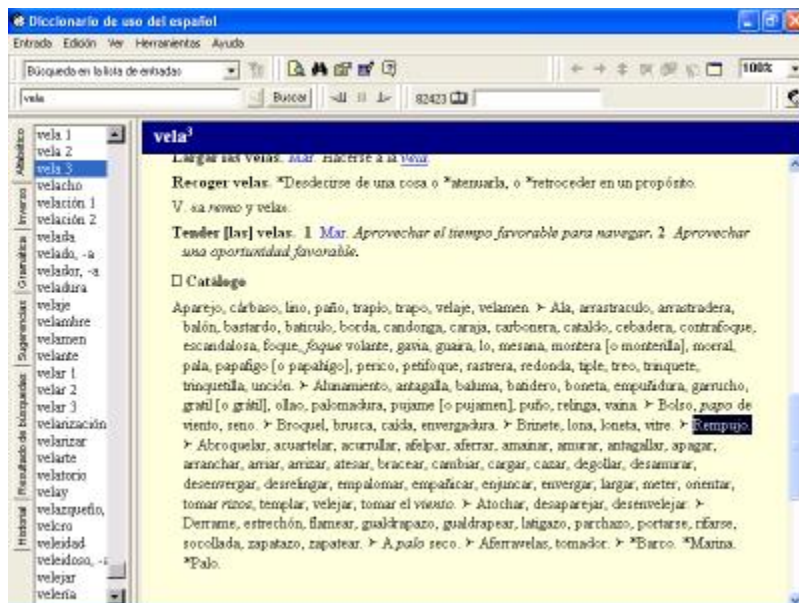 Diccionario de uso del español
Entrada Edición Ver Herramientas Ayuda
Búsqueda en la lista de entradas
100%
vela
Buscar
82423
Alfabético
Inverso
Gramática
Sugerencias
Resultado de búsquedas
Historial
vela 1
vela 2
vela 3
velacho
velación 1
velación 2
velada
velado, -a
velador, -a
veladura
velaje
velambre
velamen
velante
velar 1
velar 2
velar 3
velarización
velarizar
velarte
velatorio
velay
velazqueño,
velcro
veleidad
veleidoso, -a
velejar
velería
vela³
Largar las velas. Mar. Hacerse a la vela.
Recoger velas. *Desdecirse de una cosa o *atenuarla, o *retroceder en un propósito.
V. «a remo y vela».
Tender [las] velas. 1 Mar. Aprovechar el tiempo favorable para navegar. 2 Aprovechar
una oportunidad favorable.
□ Catálogo
Aparejo, cárbaso, lino, paño, trapío, trapo, velaje, velamen. ➢ Ala, arrastraculo, arrastradera,
balón, bastardo, batículo, borda, candonga, caraja, carbonera, cataldo, cebadera, contrafoque,
escandalosa, foque, foque volante, gavia, guaira, lo, mesana, montera [o monterilla], morral,
pala, papafigo [o papahígo], perico, petifoque, rastrera, redonda, tiple, treo, trinquete,
trinquetilla, unción. ➢ Alunamiento, antagalla, baluma, batidero, boneta, empuñidura, garrucho,
gratil [o grátil], ollao, palomadura, pujame [o pujamen], puño, relinga, vaina. ➢ Bolso, papo de
viento, seno. ➢ Broquel, brusca, caída, envergadura. ➢ Brinete, lona, loneta, vitre. ➢ Rempujo.
➢ Abroquelar, acuartelar, acurrullar, afelpar, aferrar, amainar, amurar, antagallar, apagar,
arranchar, arriar, arrizar, atesar, bracear, cambiar, cargar, cazar, degollar, desamurar,
desenvergar, desrelingar, empalomar, empañicar, enjuncar, envergar, largar, meter, orientar,
tomar rizos, templar, velejar, tomar el viento. ➢ Atochar, desaparejar, desenvelejar. ➢
Derrame, estrechón, flamear, gualdrapazo, gualdrapear, latigazo, parchazo, portarse, rifarse,
socollada, zapatazo, zapatear. ➢ A palo seco. ➢ Aferravelas, tomador. ➢ *Barco. *Marina.
*Palo.